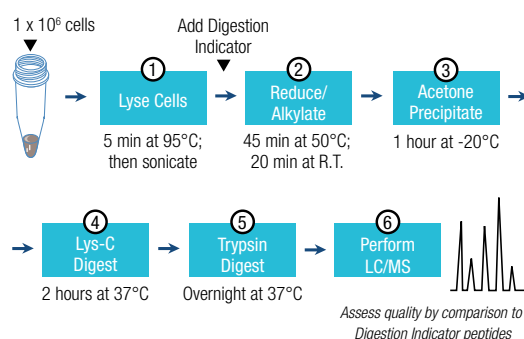 1 x 10⁶ cells
Add Digestion
Indicator
1
Lyse Cells
5 min at 95°C;
then sonicate
2
Reduce/
Alkylate
45 min at 50°C;
20 min at R.T.
3
Acetone
Precipitate
1 hour at -20°C
4
Lys-C
Digest
2 hours at 37°C
5
Trypsin
Digest
Overnight at 37°C
6
Perform
LC/MS
Assess quality by comparison to
Digestion Indicator peptides